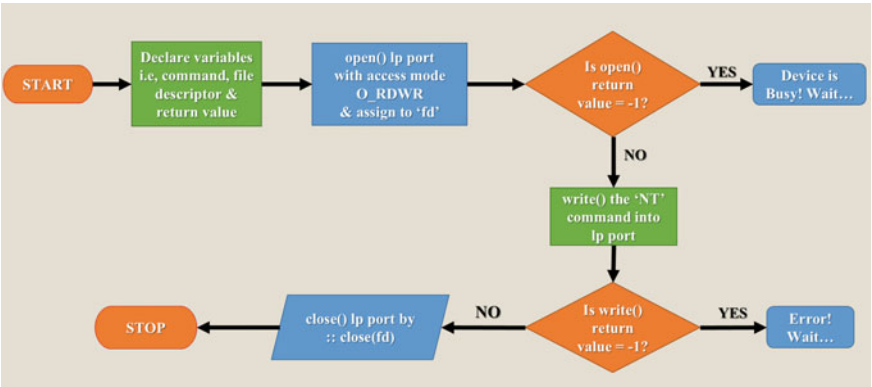 START
Declare variables
i.e, command, file
descriptor &
return value
open() lp port
with access mode
O_RDWR
& assign to ‘fd’
Is open()
return
value = -1?
YES
Device is
Busy! Wait…
NO
write() the ‘NT’
command into
lp port
Is write()
return
value = -1?
YES
Error!
Wait…
NO
close() lp port by
:: close(fd)
STOP